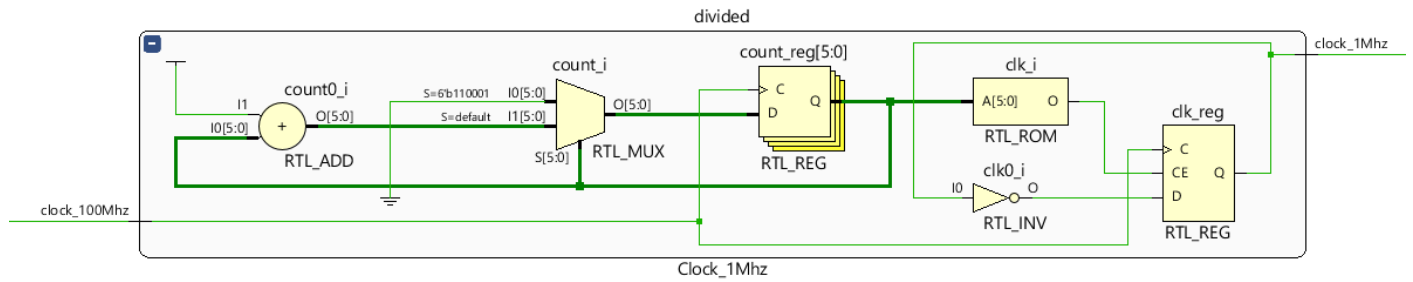 divided
clock_1Mhz
count_reg[5:0]
clk_i
count0_i
count_i
S=6'b110001
I0[5:0]
C
Q
A[5:0]
O
I1
O[5:0]
S=default
I1[5:0]
O[5:0]
D
RTL_ROM
clk_reg
I0[5:0]
+
RTL_ADD
S[5:0]
RTL_MUX
RTL_REG
C
clk0_i
CE
Q
I0
O
D
clock_100Mhz
RTL_INV
RTL_REG
Clock_1Mhz